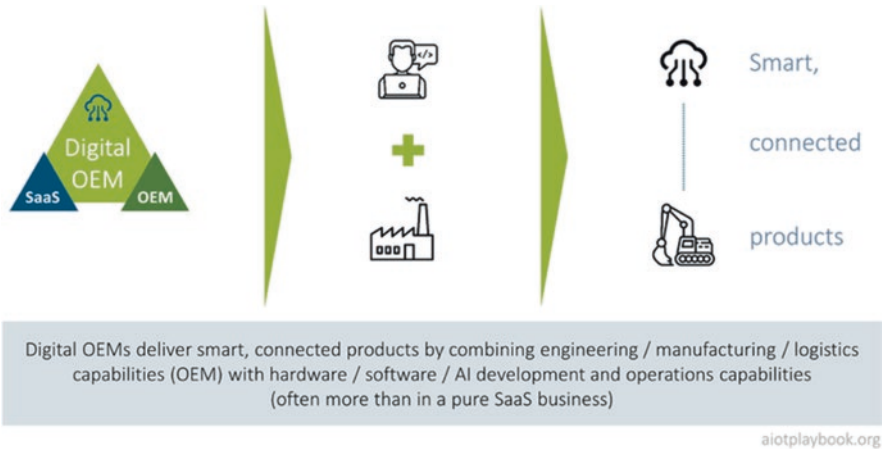 Digital
OEM
SaaS
OEM
</>
Smart,
connected
products
Digital OEMs deliver smart, connected products by combining engineering / manufacturing / logistics
capabilities (OEM) with hardware / software / AI development and operations capabilities
(often more than in a pure SaaS business)
aiotplaybook.org